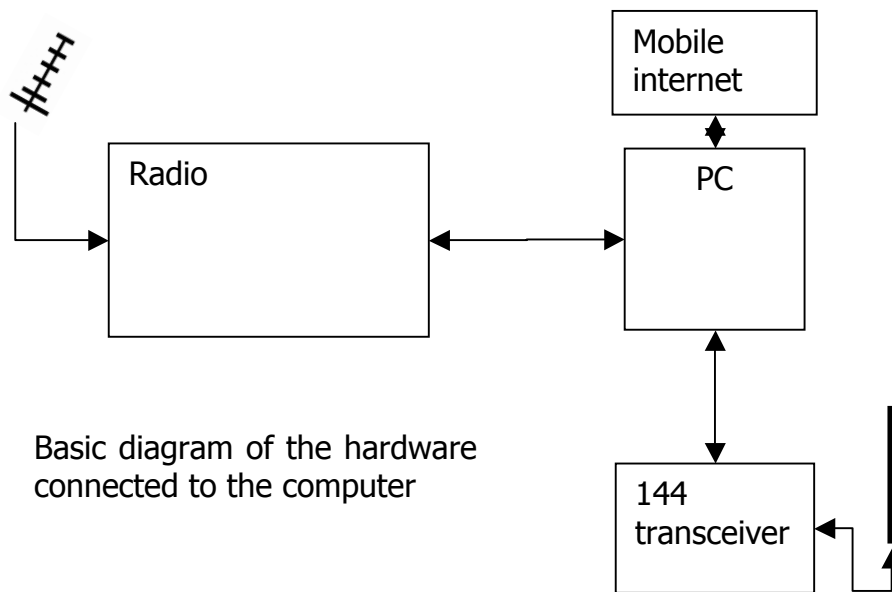 Mobile
internet
Radio
PC
Basic diagram of the hardware
connected to the computer
144
transceiver